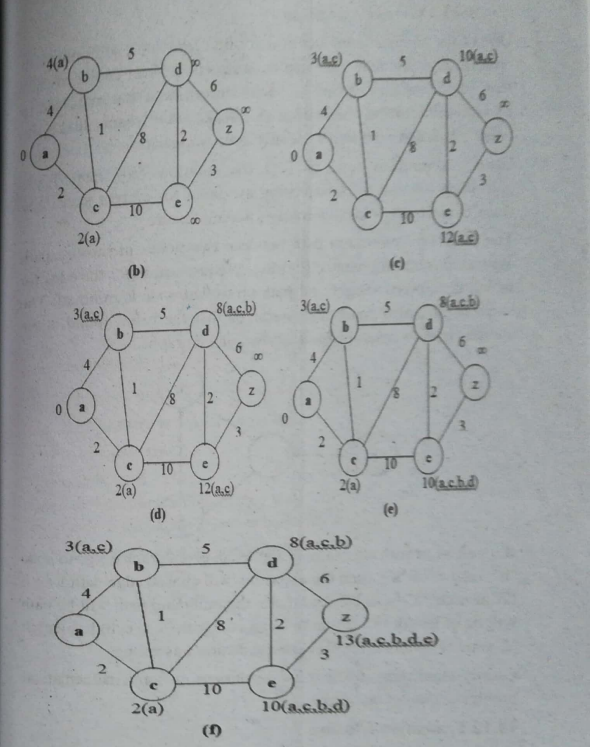 4(a) b 5 d ∞
4 1 8 2 6 ∞
0 a z
2 c 10 e 3
2(a) ∞
(b)
3(a,c) b 5 d 10(a,c)
4 1 8 2 6 ∞
0 a z
2 c 10 e 3
12(a,c)
(c)
3(a,c) b 5 d 8(a,c,b)
4 1 8 2 6 ∞
0 a z
2 c 10 e 3
2(a) 12(a,c)
(d)
3(a,c) b 5 d 8(a,c,b)
4 1 8 2 6 ∞
0 a z
2 c 10 e 3
2(a) 10(a,c,b,d)
(e)
3(a,c) b 5 d 8(a,c,b)
4 1 8 2 6
a z
13(a,c,b,d,c)
2 c 10 e 3
2(a) 10(a,c,b,d)
(f)